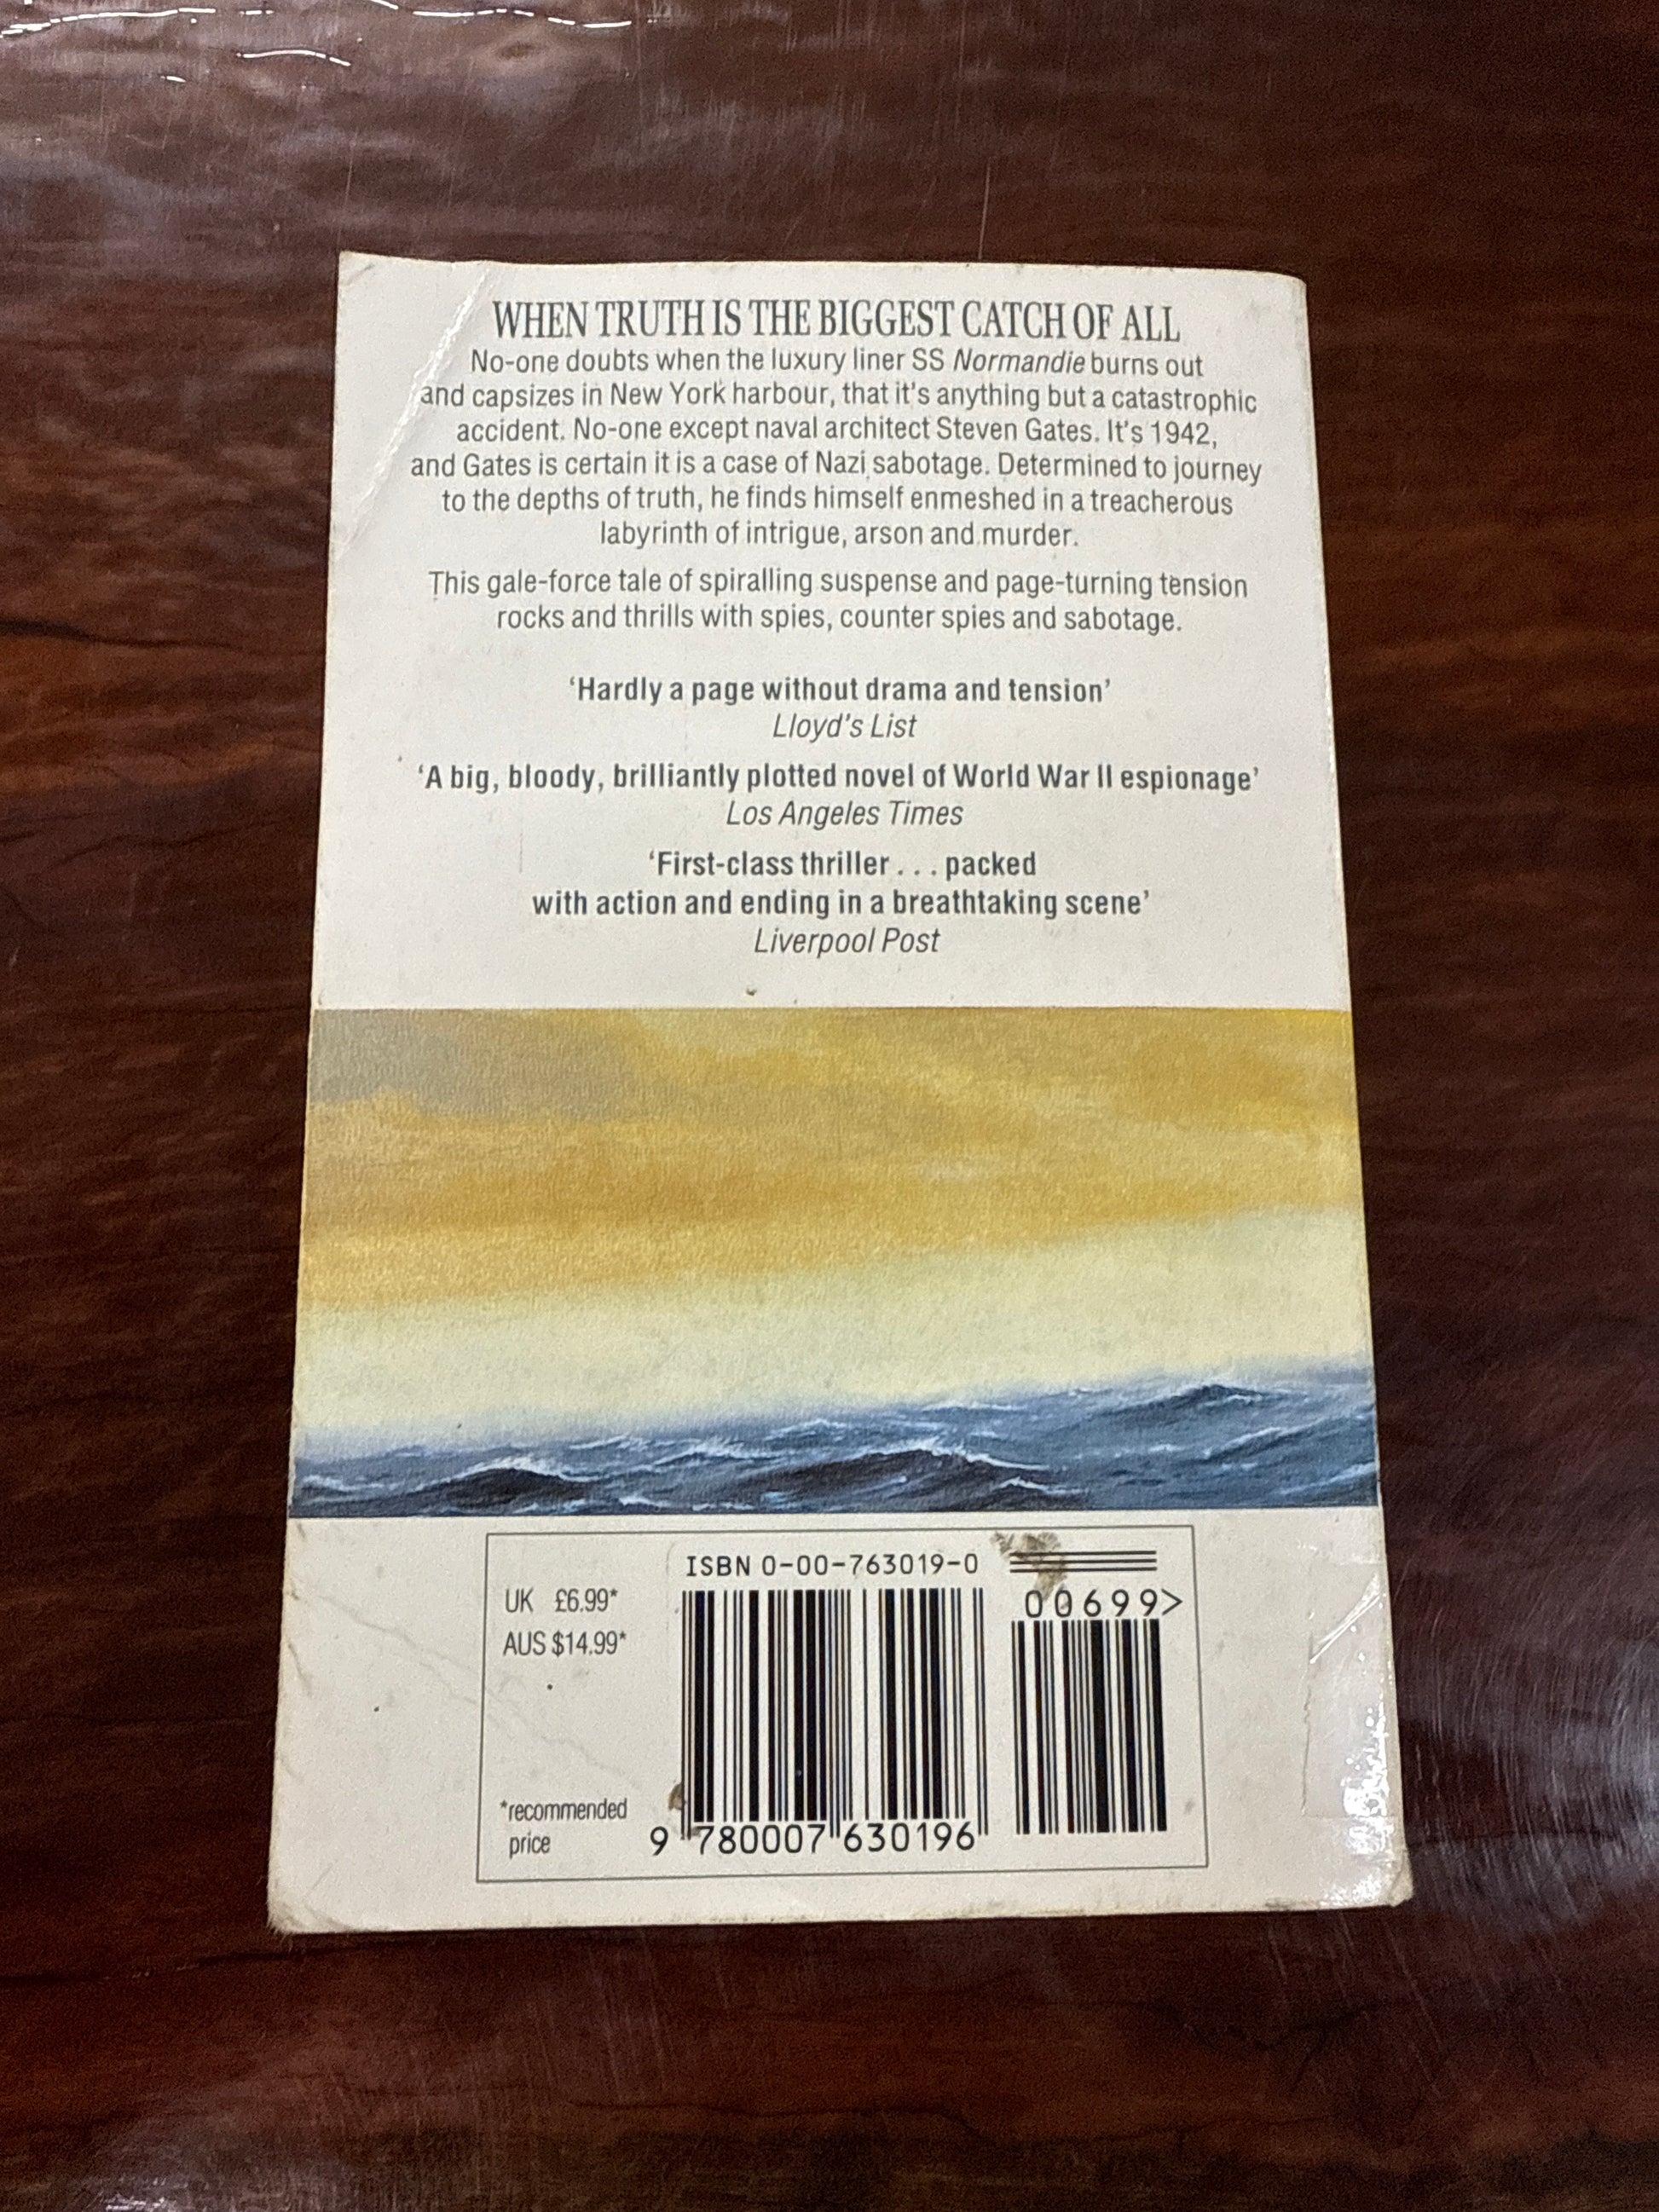 WHEN TRUTH IS THE BIGGEST CATCH OF ALL
No-one doubts when the luxury liner SS Normandie burns out
and capsizes in New York harbour, that it's anything but a catastrophic
accident. No-one except naval architect Steven Gates. It's 1942,
and Gates is certain it is a case of Nazi sabotage. Determined to journey
to the depths of truth, he finds himself enmeshed in a treacherous
labyrinth of intrigue, arson and murder.
This gale-force tale of spiralling suspense and page-turning tension
rocks and thrills with spies, counter spies and sabotage.
‘Hardly a page without drama and tension’
Lloyd's List
‘A big, bloody, brilliantly plotted novel of World War II espionage’
Los Angeles Times
‘First-class thriller . . . packed
with action and ending in a breathtaking scene’
Liverpool Post
ISBN 0-00-763019-0
UK £6.99*
AUS $14.99*
00699>
*recommended
price
9 780007 630196